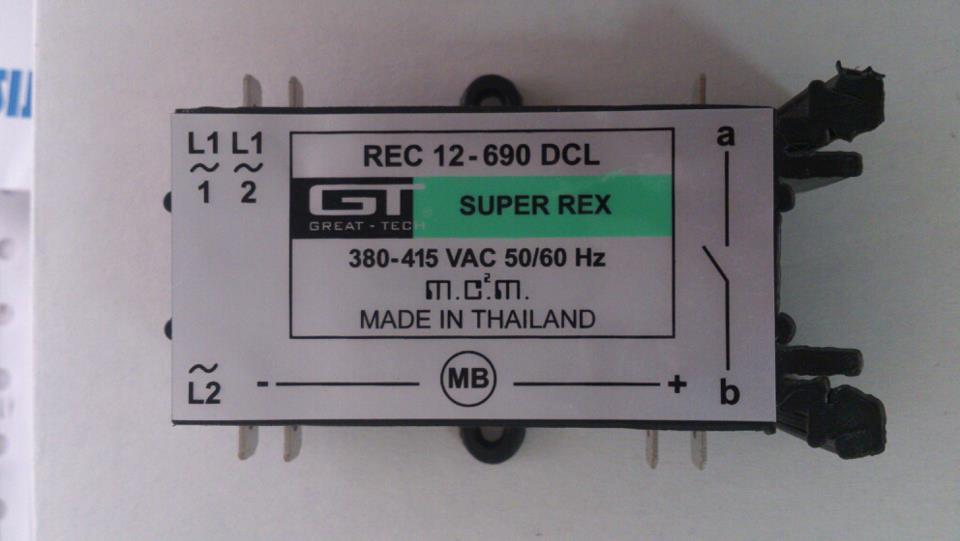 L1 L1
~ ~
1 2
REC 12-690 DCL
GT
GREAT - TECH
SUPER REX
380-415 VAC 50/60 Hz
m.c².m.
MADE IN THAILAND
a
~
L2
- MB +
b